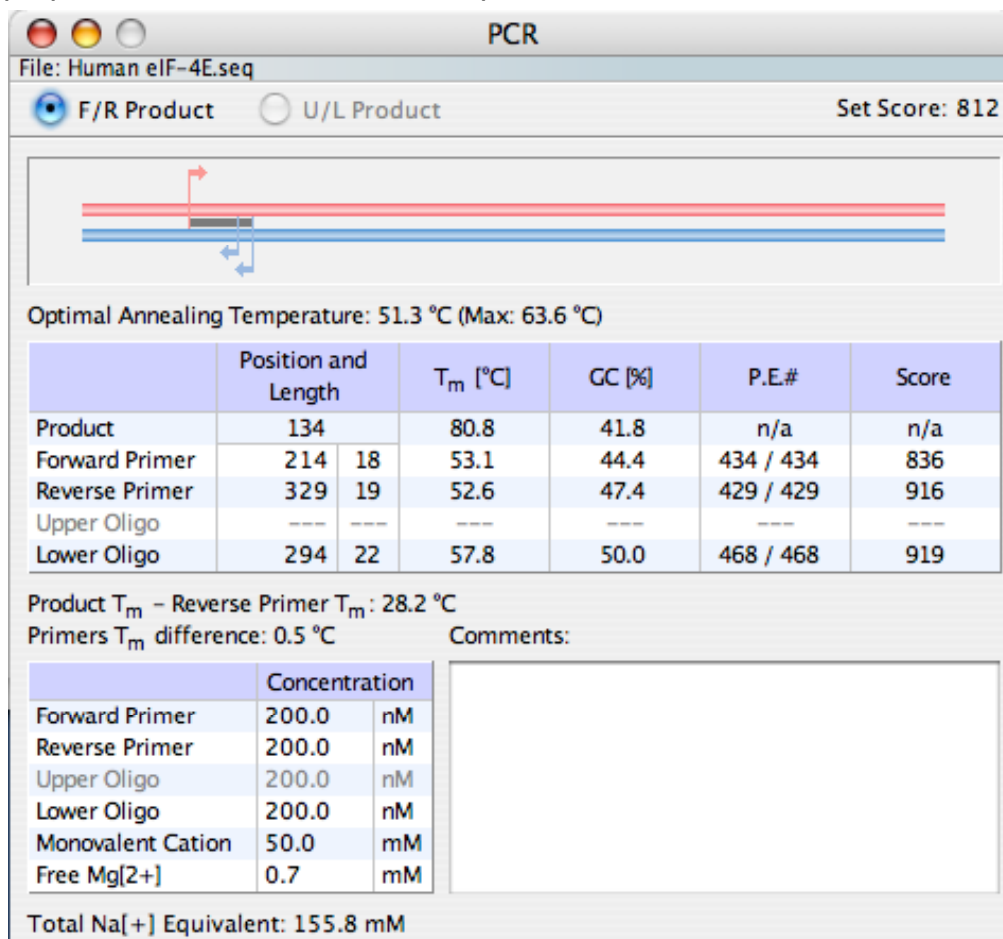 PCR
File: Human eIF-4E.seq
F/R Product U/L Product Set Score: 812
Optimal Annealing Temperature: 51.3 °C (Max: 63.6 °C)
Position and Length Tm [°C] GC [%] P.E.# Score
Product 134 80.8 41.8 n/a n/a
Forward Primer 214 18 53.1 44.4 434 / 434 836
Reverse Primer 329 19 52.6 47.4 429 / 429 916
Upper Oligo --- --- --- --- --- ---
Lower Oligo 294 22 57.8 50.0 468 / 468 919
Product Tm - Reverse Primer Tm: 28.2 °C
Primers Tm difference: 0.5 °C Comments:
Concentration
Forward Primer 200.0 nM
Reverse Primer 200.0 nM
Upper Oligo 200.0 nM
Lower Oligo 200.0 nM
Monovalent Cation 50.0 mM
Free Mg[2+] 0.7 mM
Total Na[+] Equivalent: 155.8 mM